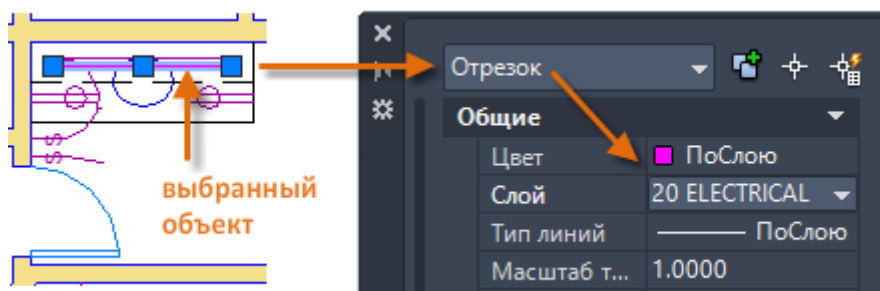 Отрезок
Общие
Цвет ПоСлою
Слой 20 ELECTRICAL
Тип линий ПоСлою
Масштаб т... 1.0000
выбранный
объект
S
S